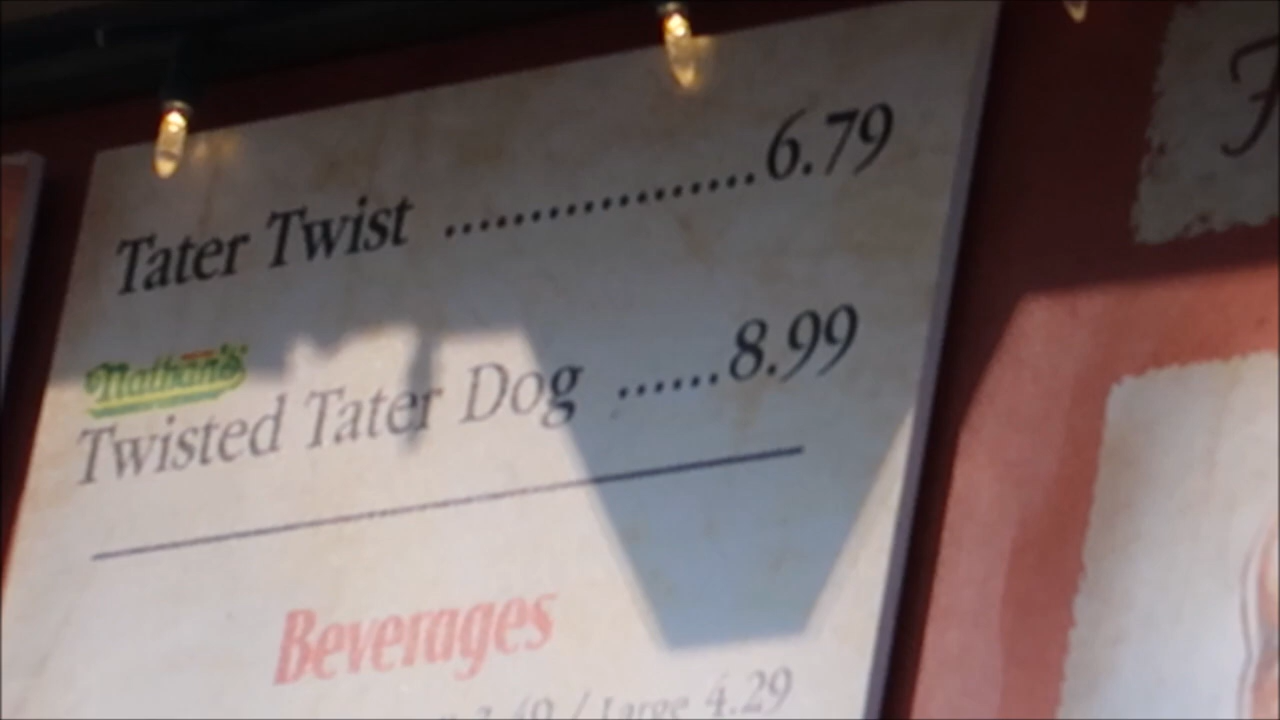 Tater Twist ..................6.79
Nathan's
Twisted Tater Dog ......8.99
Beverages
/ Large 4.29